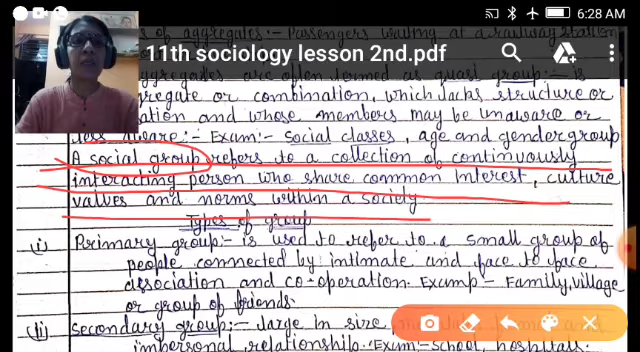 6:28 AM
11th sociology lesson 2nd.pdf
s of aggregates:- Passengers waiting at a railway station
aggregates are often termed as quasi group:- is
regate or combination, which lacks structure or
ation and whose members may be unaware or
less aware:- Exam:- Social classes, age and gender group
A social group refers to a collection of continuously
interacting person who share common Interest, culture
values and norms within a society
Types of group
(i) Primary group:- is used to refer to a small group of
people connected by intimate and face to face
association and co-operation. Examp - Family, village
or group of friends.
(ii) secondary group:- large in size,
impersonal relationship. Exam:- School, hospitals.